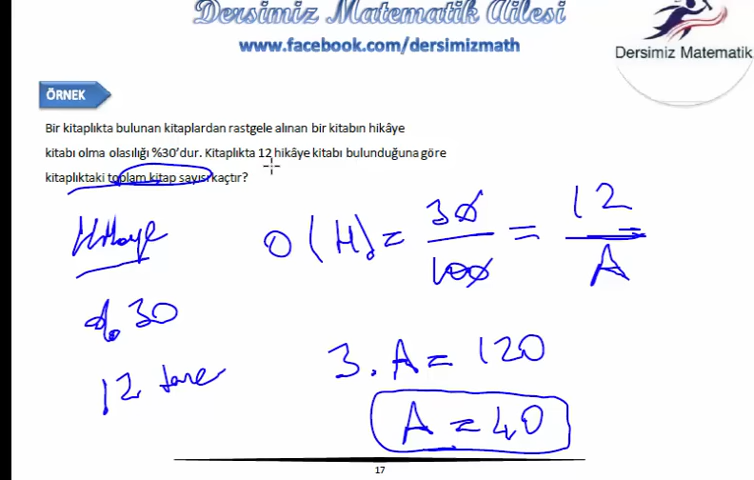 Dersimiz Matematik Ailesi
www.facebook.com/dersimizmath
Dersimiz Matematik
ÖRNEK
Bir kitaplıkta bulunan kitaplardan rastgele alınan bir kitabın hikâye
kitabı olma olasılığı %30'dur. Kitaplıkta 12 hikâye kitabı bulunduğuna göre
kitaplıktaki toplam kitap sayısı kaçtır?
Hikaye
%30
12 tane
O(H) = 30/100 = 12/A
3.A = 120
A = 40
17